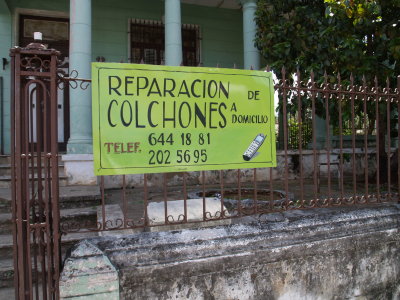 REPARACION DE
COLCHONES A DOMICILIO
TELEF. 644 18 81
202 56 95